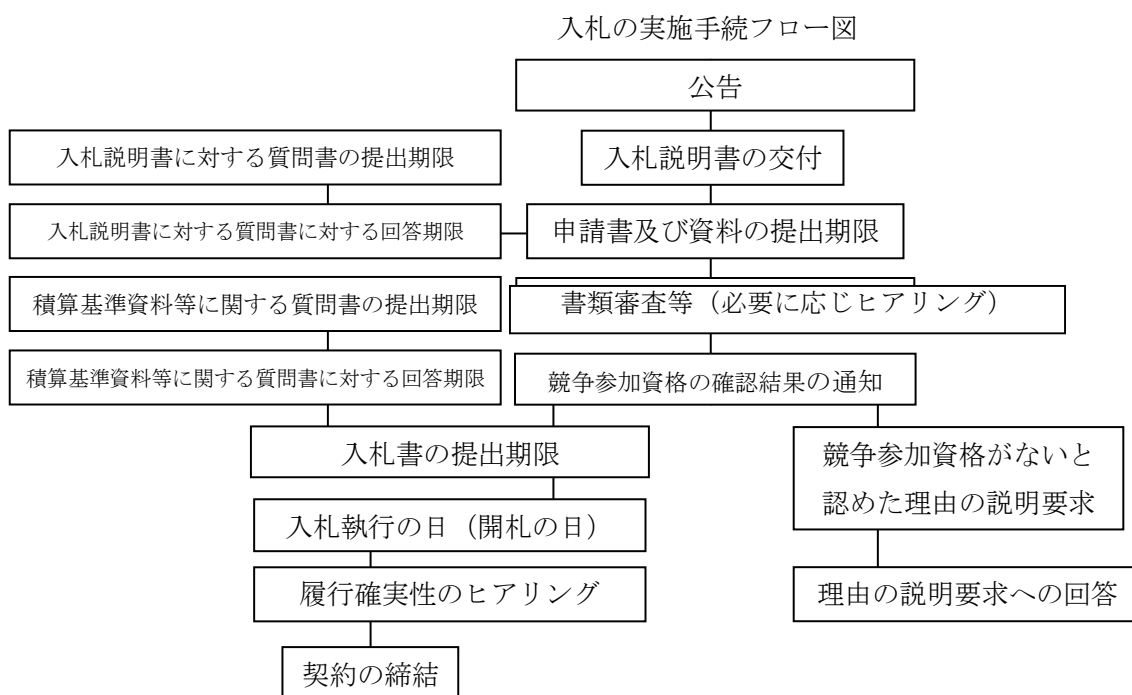 入札の実施手続フロー図
公告
入札説明書に対する質問書の提出期限
入札説明書の交付
入札説明書に対する質問書に対する回答期限
申請書及び資料の提出期限
積算基準資料等に関する質問書の提出期限
書類審査等（必要に応じヒアリング）
積算基準資料等に関する質問書に対する回答期限
競争参加資格の確認結果の通知
入札書の提出期限
競争参加資格がないと
認めた理由の説明要求
入札執行の日（開札の日）
履行確実性のヒアリング
理由の説明要求への回答
契約の締結